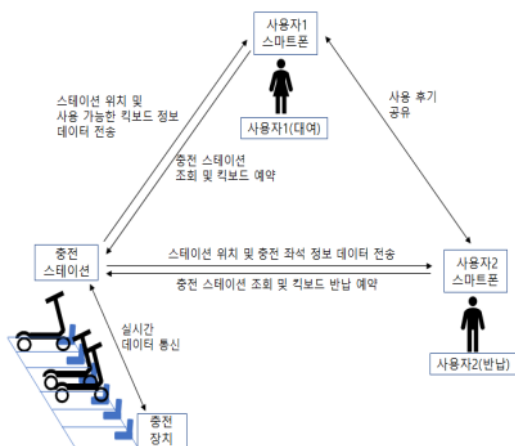 사용자1
스마트폰
스테이션 위치 및
사용 가능한 킥보드 정보
데이터 전송
사용 후기
공유
사용자1(대여)
충전 스테이션
조회 및 킥보드 예약
충전
스테이션
스테이션 위치 및 충전 좌석 정보 데이터 전송
충전 스테이션 조회 및 킥보드 반납 예약
사용자2
스마트폰
실시간
데이터 통신
사용자2(반납)
충전
장치